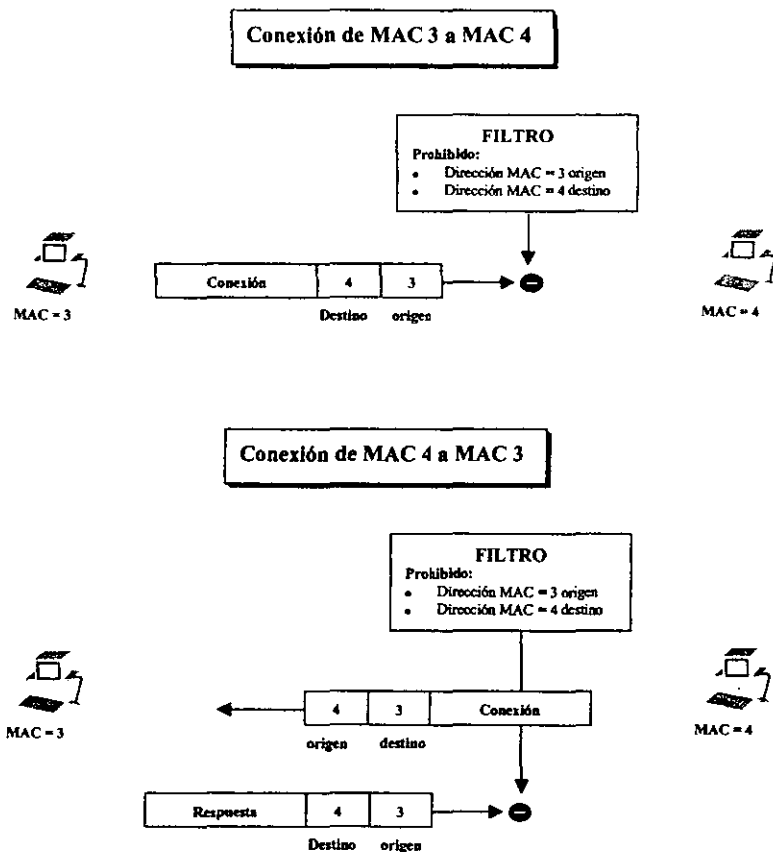 Conexión de MAC 3 a MAC 4
FILTRO
Prohibido:
• Dirección MAC = 3 origen
• Dirección MAC = 4 destino
Conexión 4 3
Destino origen
MAC = 3
MAC = 4
Conexión de MAC 4 a MAC 3
FILTRO
Prohibido:
• Dirección MAC = 3 origen
• Dirección MAC = 4 destino
4 3 Conexión
origen destino
MAC = 3
MAC = 4
Respuesta 4 3
Destino origen